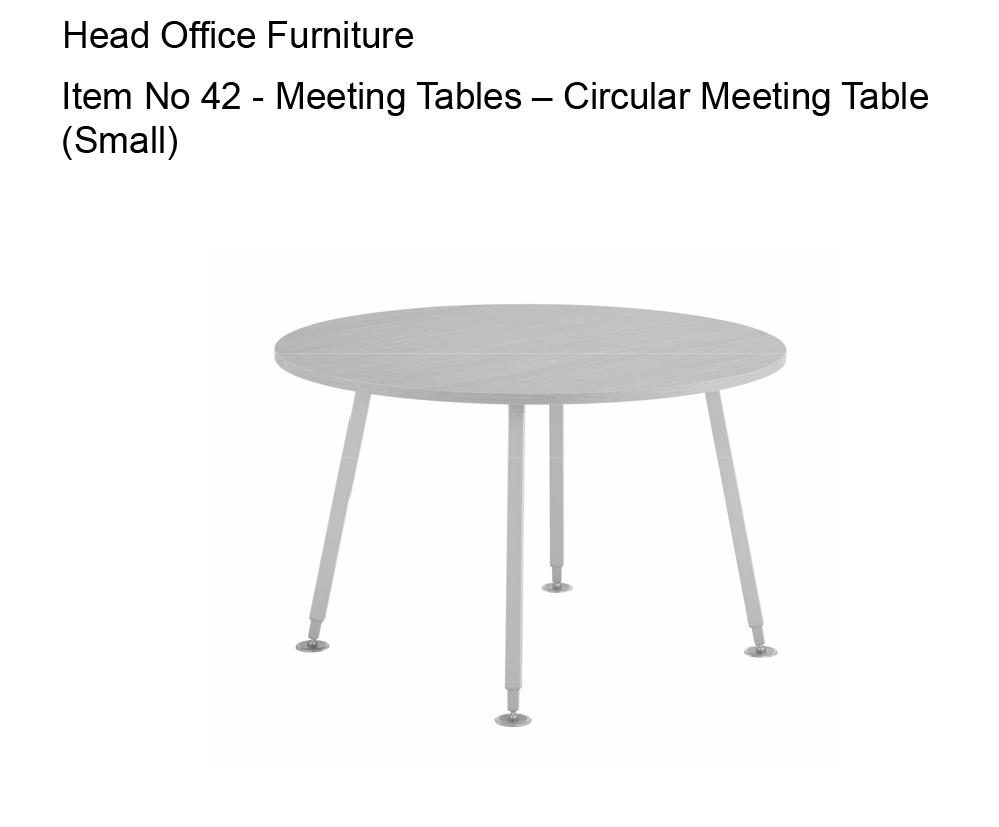 Head Office Furniture
Item No 42 - Meeting Tables – Circular Meeting Table
(Small)